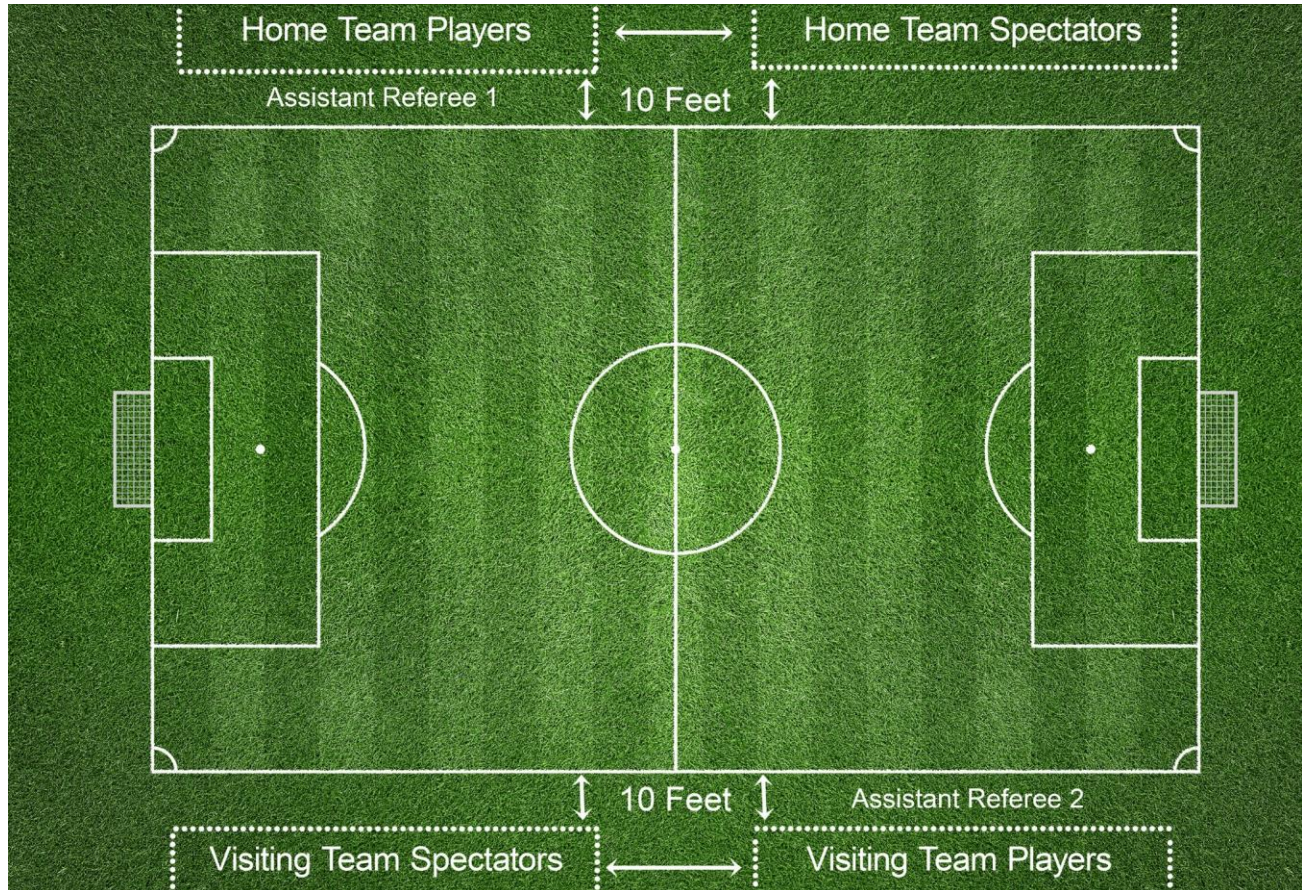 Home Team Players
Home Team Spectators
Assistant Referee 1
10 Feet
10 Feet
Assistant Referee 2
Visiting Team Spectators
Visiting Team Players